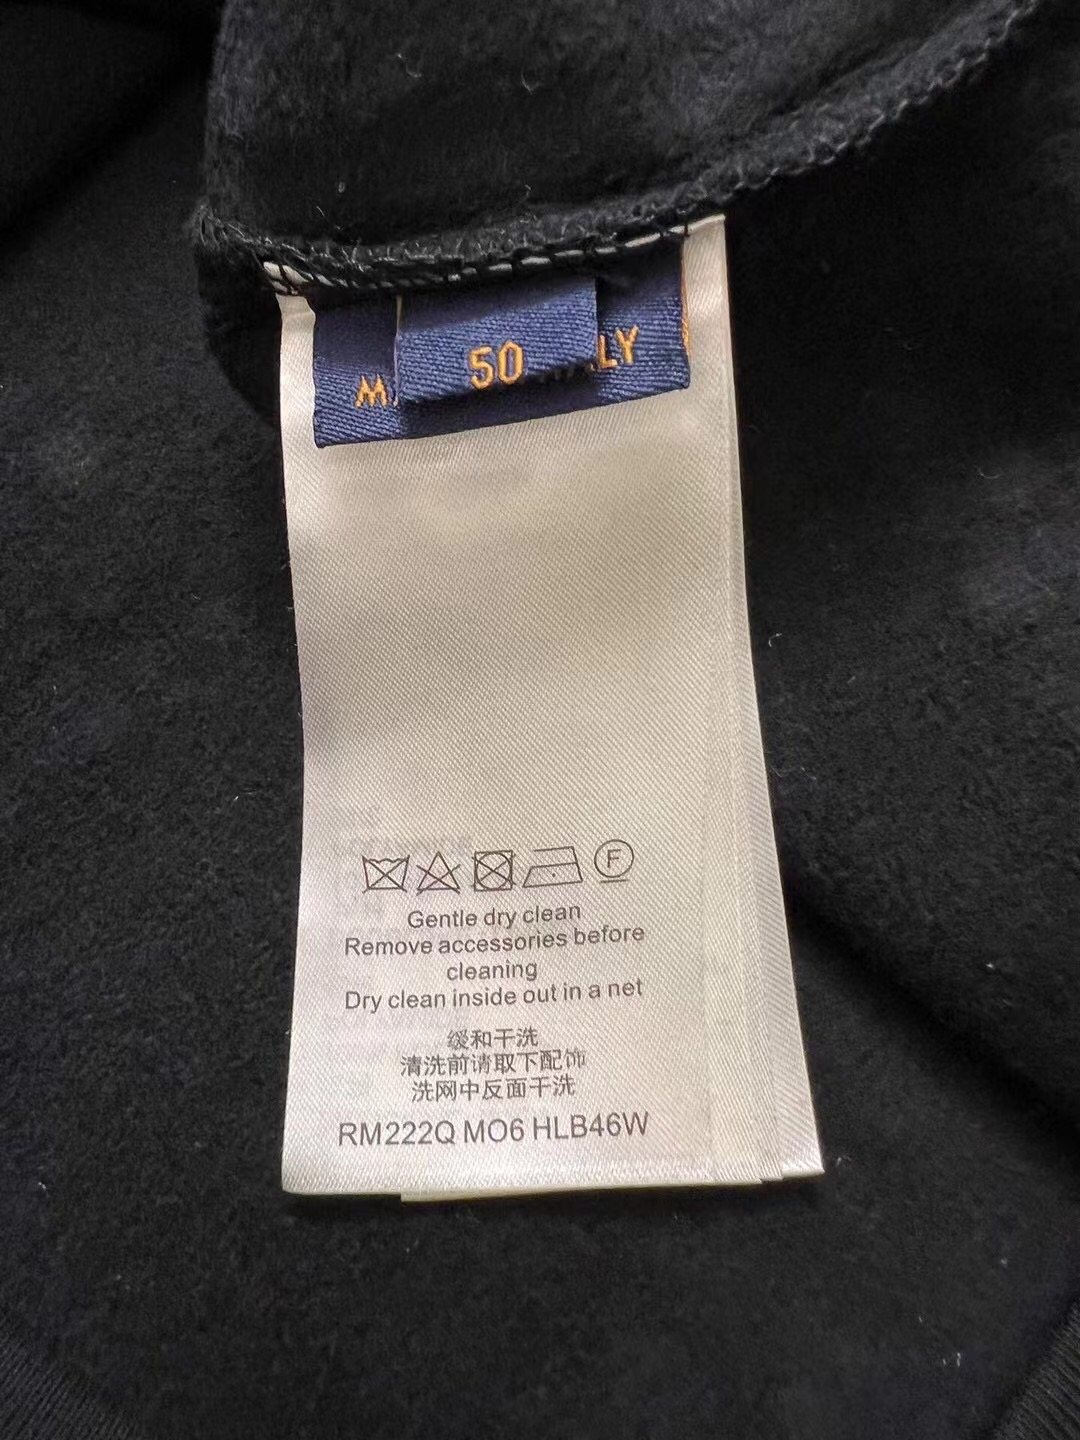 50
LY
F
Gentle dry clean
Remove accessories before
cleaning
Dry clean inside out in a net
缓和干洗
清洗前请取下配饰
洗网中反面干洗
RM222Q MO6 HLB46W